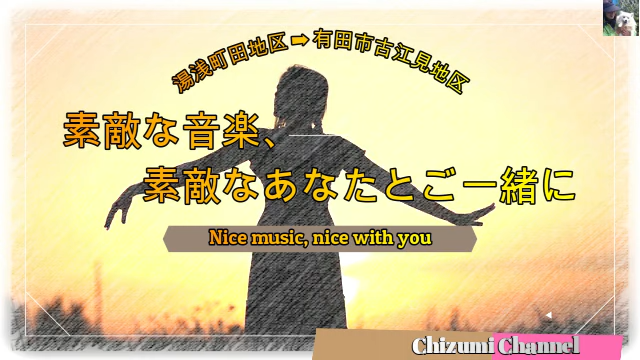 湯浅町田地区➡有田市古江見地区
素敵な音楽、
素敵なあなたとご一緒に
Nice music, nice with you
Chizumi Channel